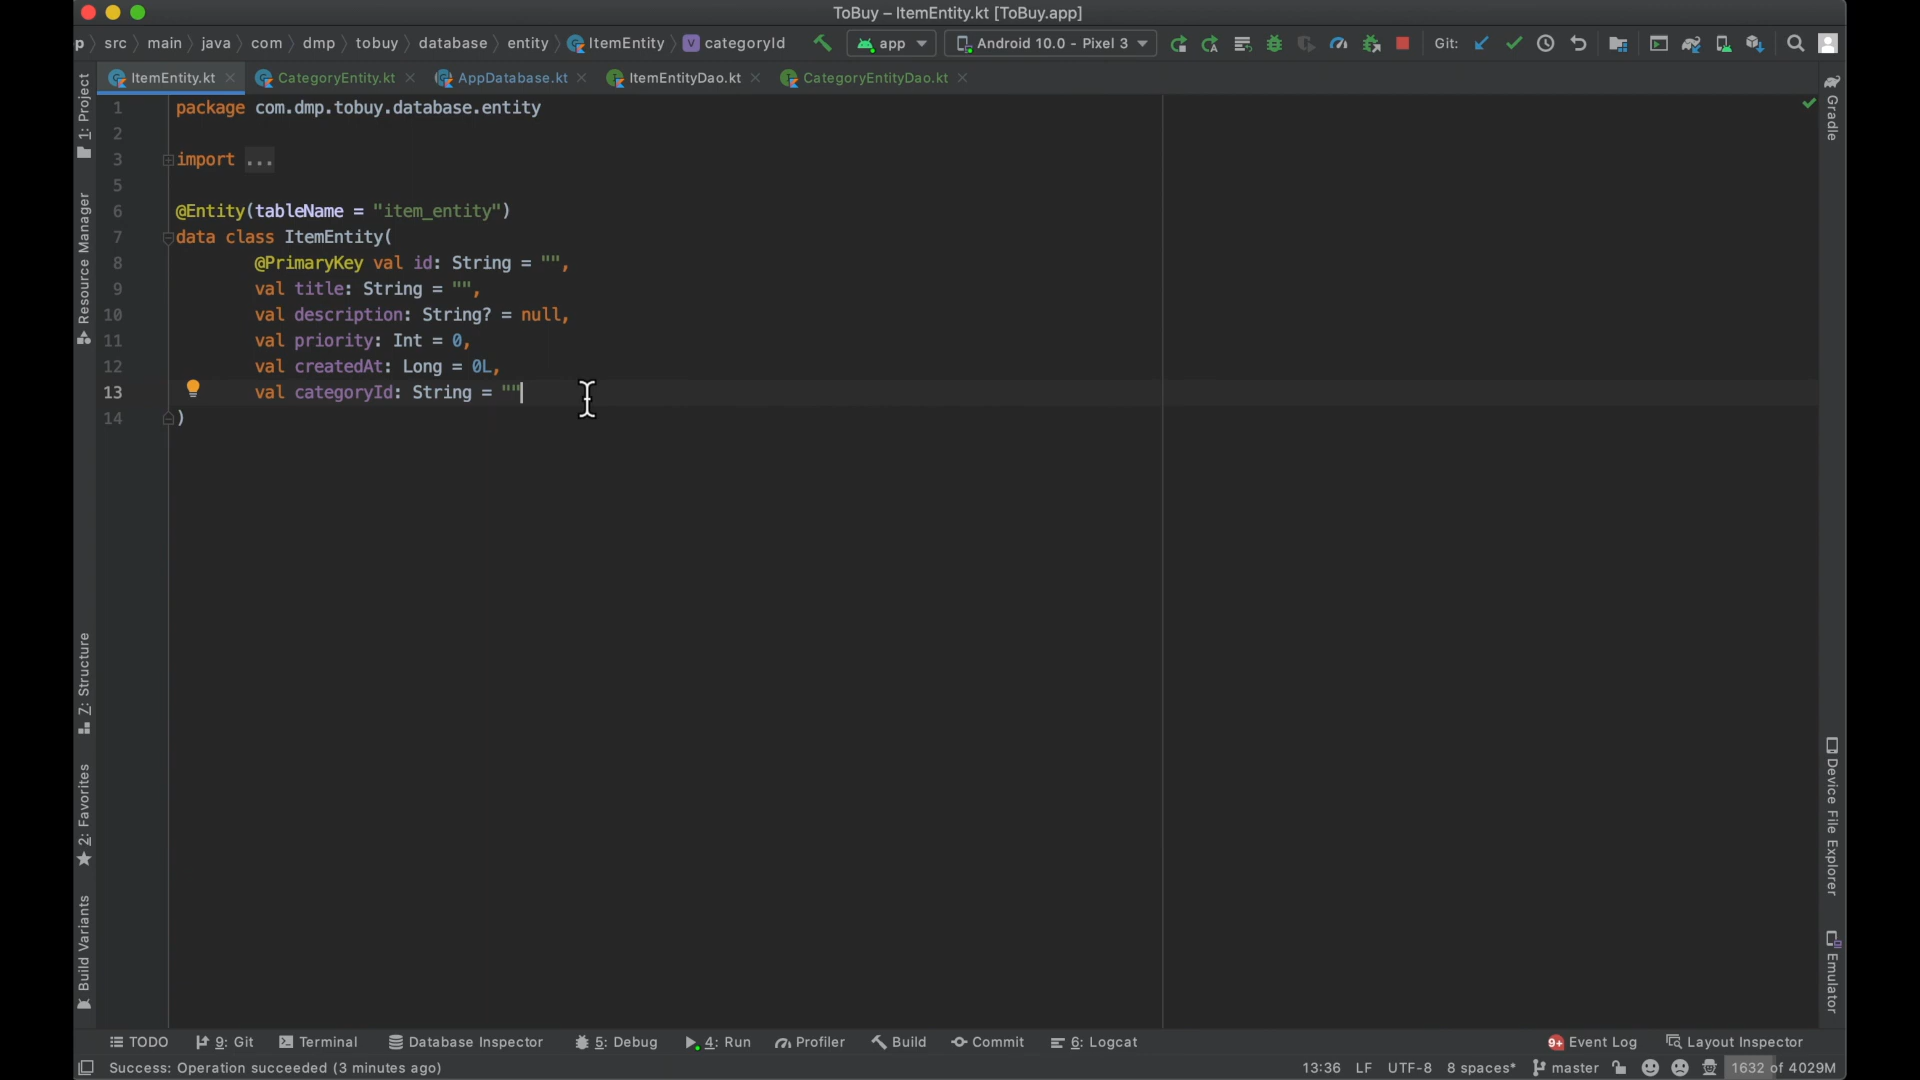 ToBuy – ItemEntity.kt [ToBuy.app]
p src main java com dmp tobuy database entity ItemEntity categoryId app Android 10.0 - Pixel 3 Git:
ItemEntity.kt CategoryEntity.kt AppDatabase.kt ItemEntityDao.kt CategoryEntityDao.kt
1 package com.dmp.tobuy.database.entity
2
3 import ...
5
6 @Entity(tableName = "item_entity")
7 data class ItemEntity(
8 @PrimaryKey val id: String = "",
9 val title: String = "",
10 val description: String? = null,
11 val priority: Int = 0,
12 val createdAt: Long = 0L,
13 val categoryId: String = ""
14 )
1: Project
Resource Manager
Z: Structure
2: Favorites
Build Variants
Gradle
Device File Explorer
Emulator
TODO 9: Git Terminal Database Inspector 5: Debug 4: Run Profiler Build Commit 6: Logcat 9+ Event Log Layout Inspector
Success: Operation succeeded (3 minutes ago) 13:36 LF UTF-8 8 spaces* master 1632 of 4029M